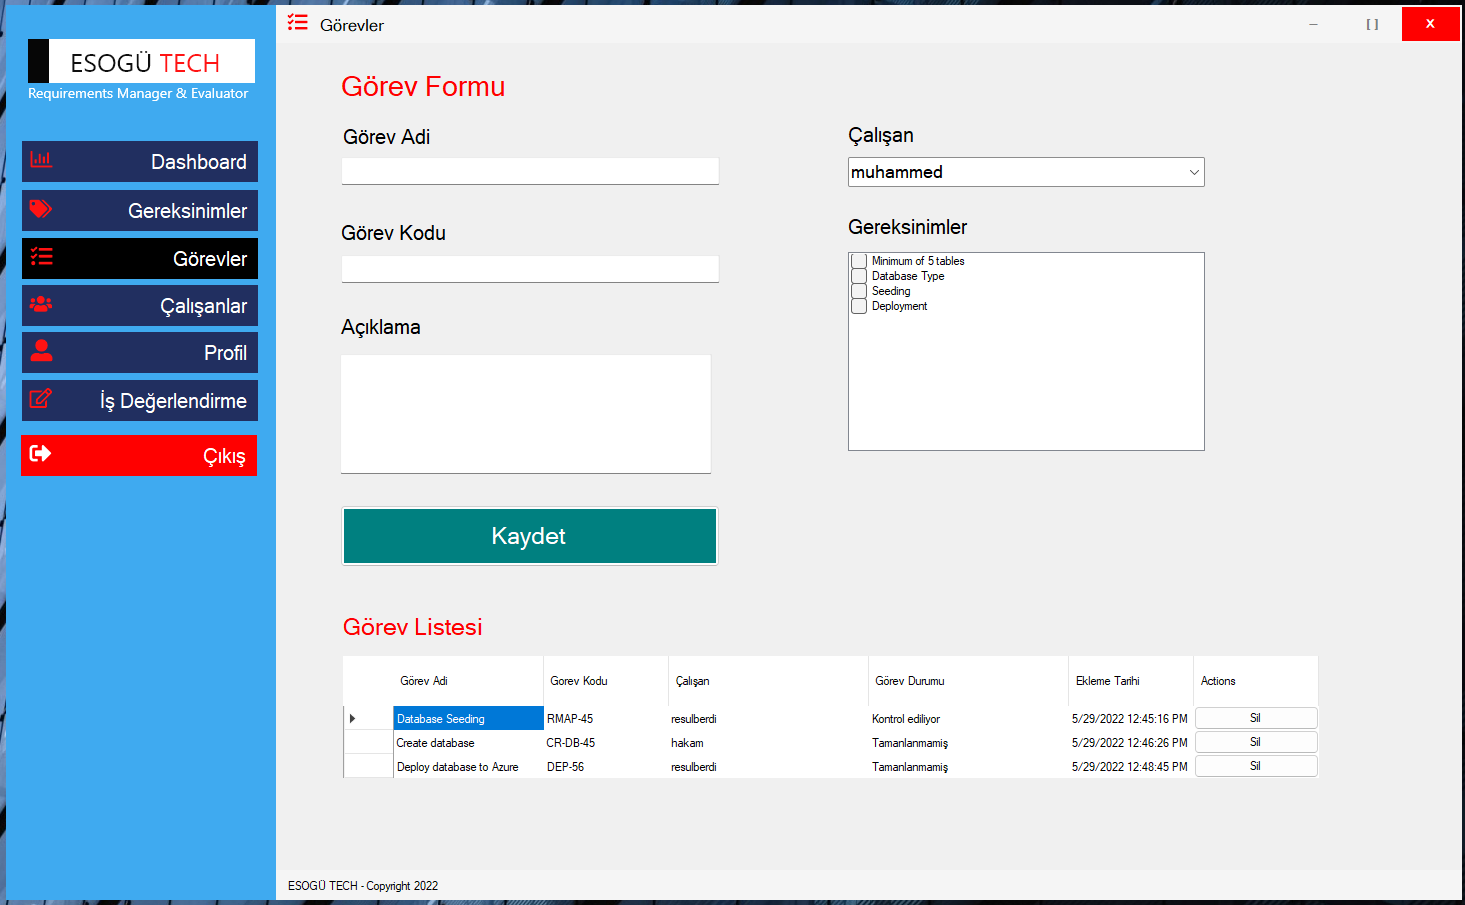 ESOGÜ TECH
Requirements Manager & Evaluator
Dashboard
Gereksinimler
Görevler
Çalışanlar
Profil
İş Değerlendirme
Çıkış
Görevler
– [ ] X
Görev Formu
Görev Adi
Görev Kodu
Açıklama
Kaydet
Çalışan
muhammed
Gereksinimler
Minimum of 5 tables
Database Type
Seeding
Deployment
Görev Listesi
Görev Adi Gorev Kodu Çalışan Görev Durumu Ekleme Tarihi Actions
Database Seeding RMAP-45 resulberdi Kontrol ediliyor 5/29/2022 12:45:16 PM Sil
Create database CR-DB-45 hakam Tamanlanmamiş 5/29/2022 12:46:26 PM Sil
Deploy database to Azure DEP-56 resulberdi Tamanlanmamiş 5/29/2022 12:48:45 PM Sil
ESOGÜ TECH - Copyright 2022